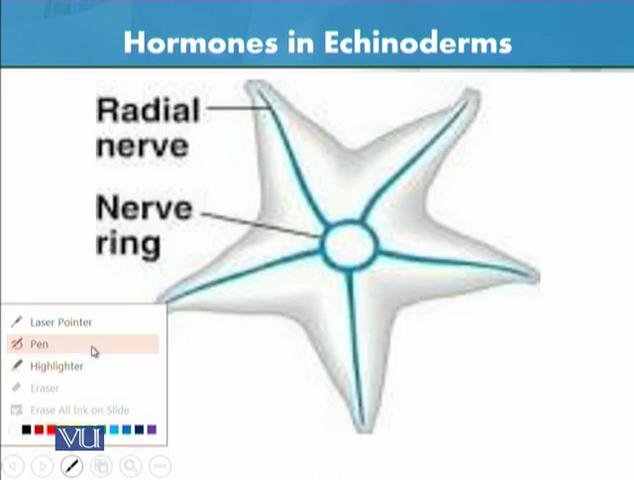 Hormones in Echinoderms
Radial
nerve
Nerve
ring
Laser Pointer
Pen
Highlighter
Eraser
Erase All Ink on Slide
VU